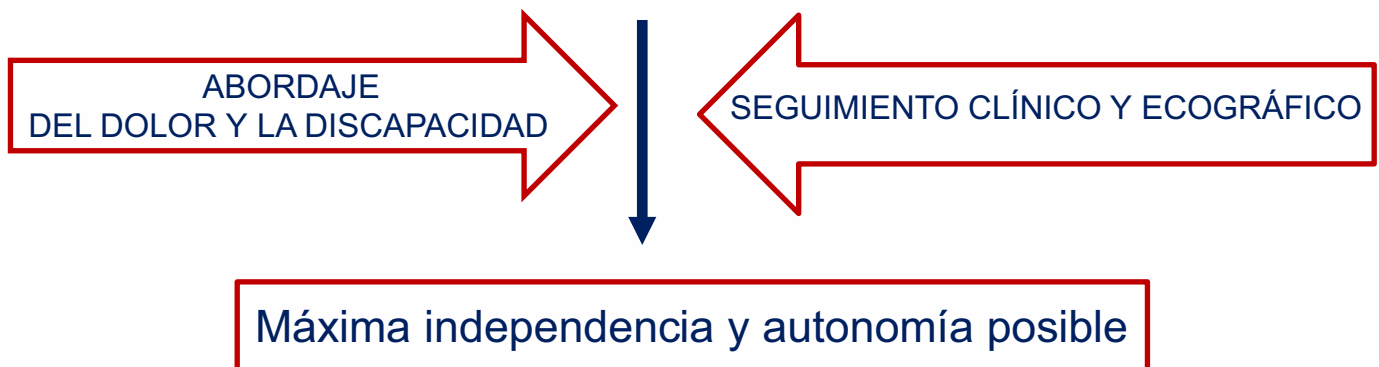 ABORDAJE
DEL DOLOR Y LA DISCAPACIDAD
SEGUIMIENTO CLÍNICO Y ECOGRÁFICO
Máxima independencia y autonomía posible